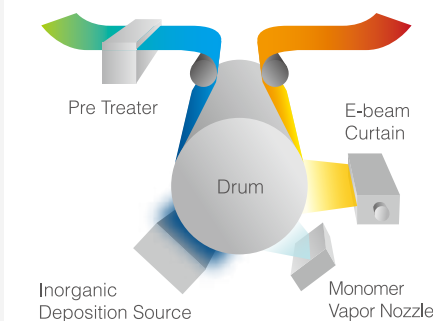 Pre Treater
E-beam
Curtain
Drum
Inorganic
Deposition Source
Monomer
Vapor Nozzle